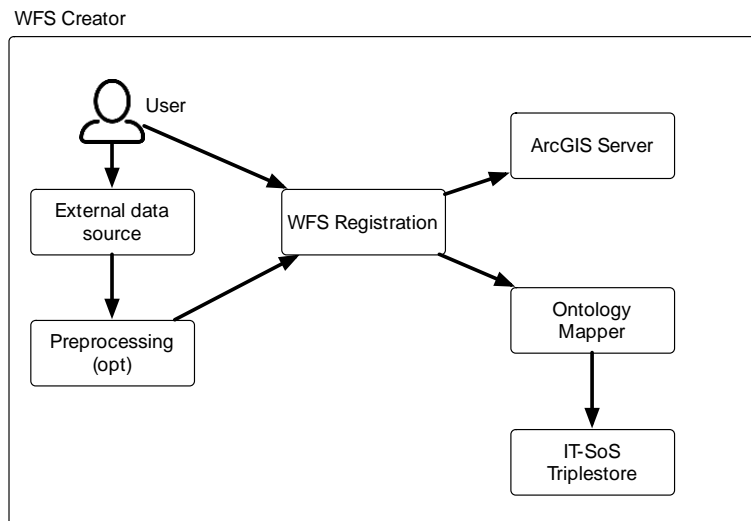 WFS Creator
User
External data
source
Preprocessing
(opt)
WFS Registration
ArcGIS Server
Ontology
Mapper
IT-SoS
Triplestore